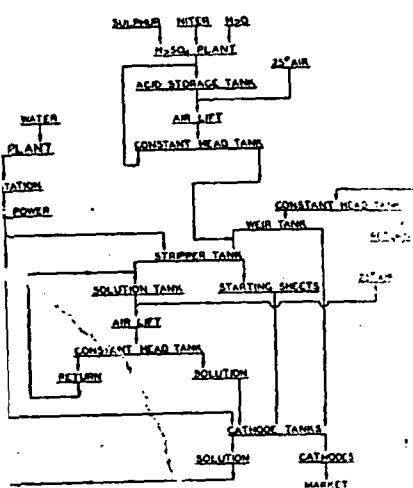 SULPHUR NITER H2O
H2SO4 PLANT
25# AIR
ACID STORAGE TANK
WATER
AIR LIFT
PLANT
CONSTANT HEAD TANK
TATION
CONSTANT HEAD TANK
POWER
WEIR TANK
STRIPPER TANK
SOLUTION TANK STARTING SHEETS
AIR LIFT
CONSTANT HEAD TANK
RETURN SOLUTION
CATHODE TANKS
SOLUTION CATHODES
MARKET